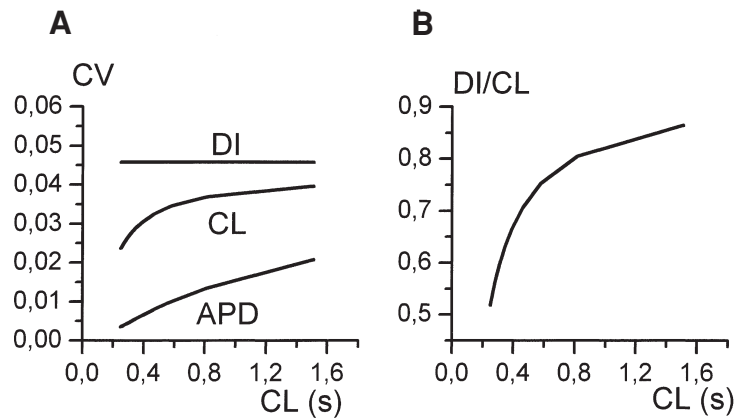 A
CV
0,06
0,05
0,04
0,03
0,02
0,01
0,00
DI
CL
APD
0,0 0,4 0,8 1,2 1,6
CL (s)
B
DI/CL
0,9
0,8
0,7
0,6
0,5
0,0 0,4 0,8 1,2 1,6
CL (s)